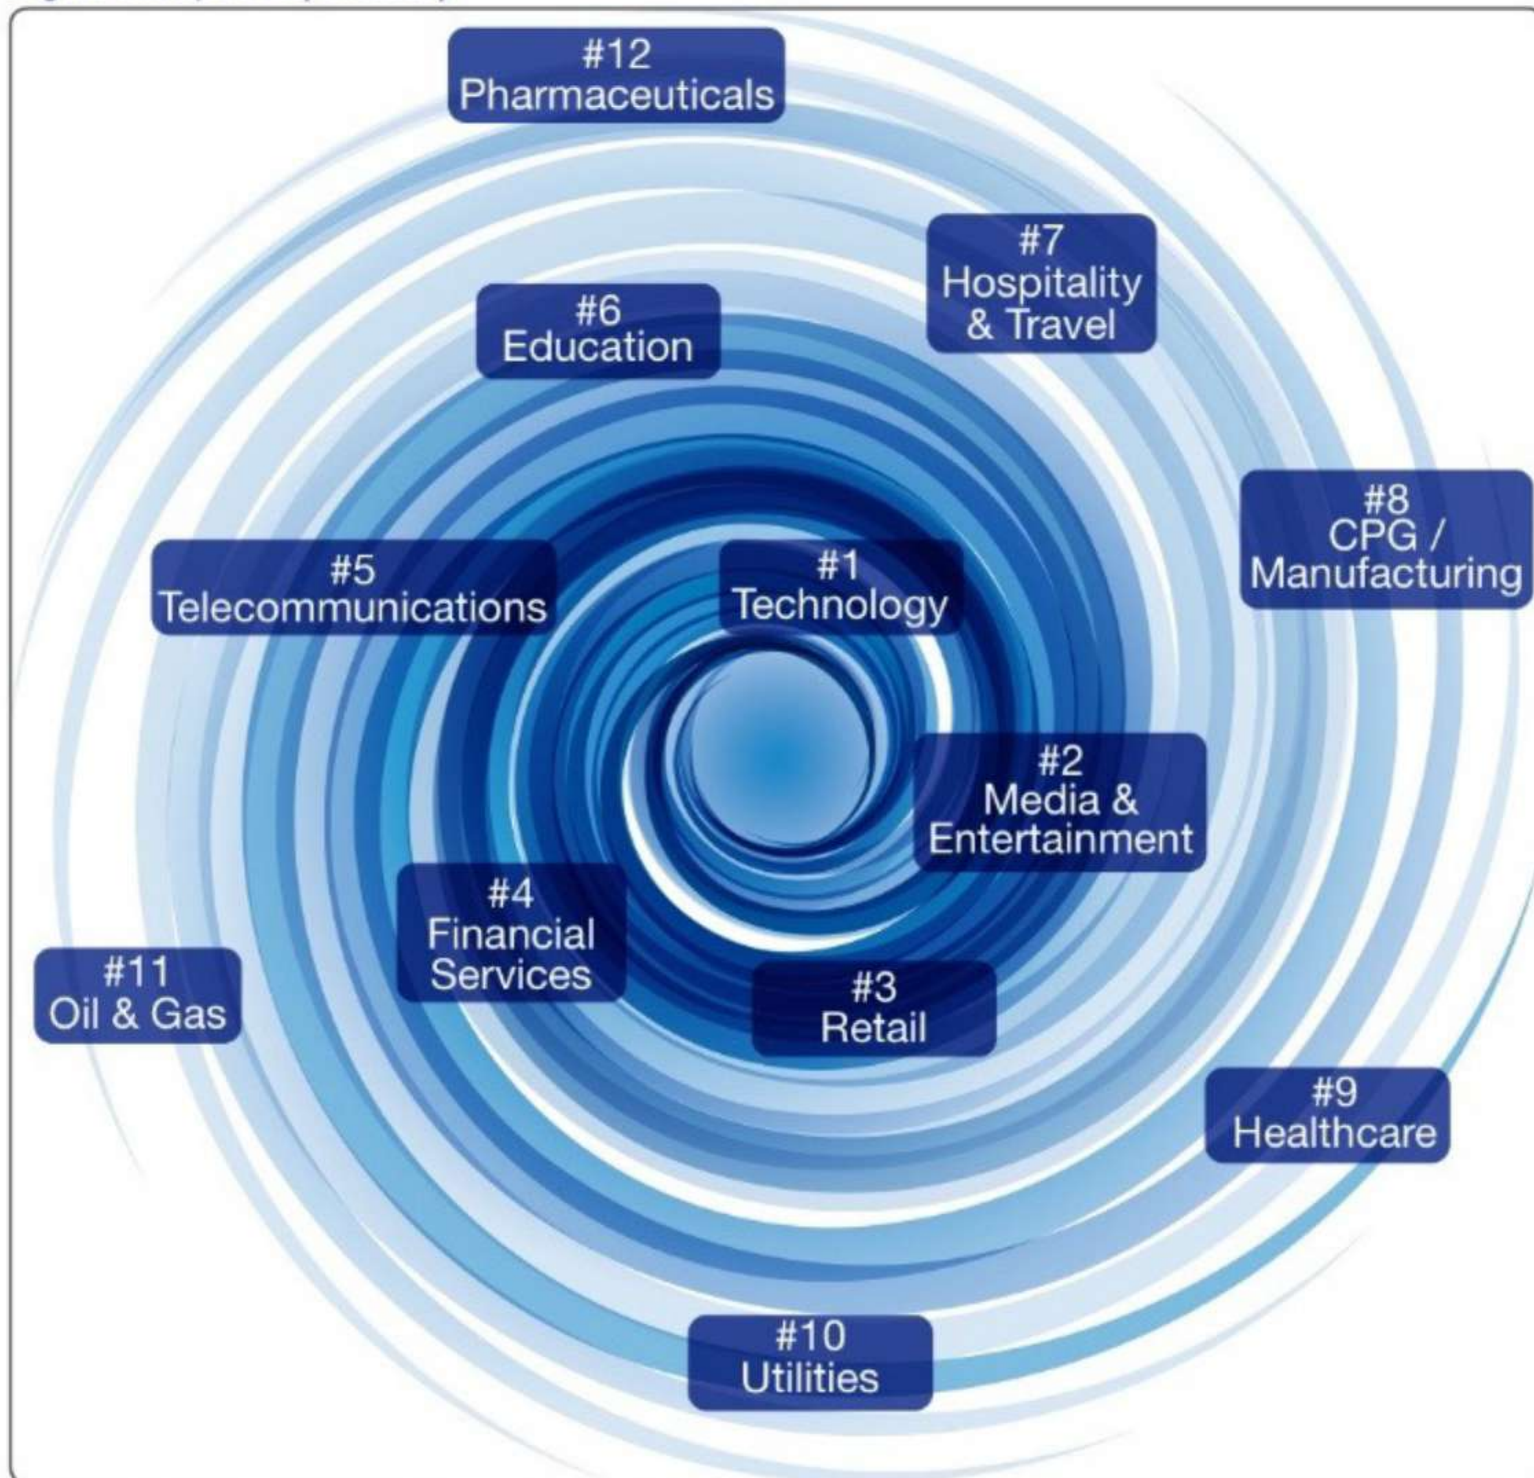 #12
Pharmaceuticals
#7
Hospitality
& Travel
#6
Education
#8
CPG /
Manufacturing
#5
Telecommunications
#1
Technology
#2
Media &
Entertainment
#4
Financial
Services
#11
Oil & Gas
#3
Retail
#9
Healthcare
#10
Utilities